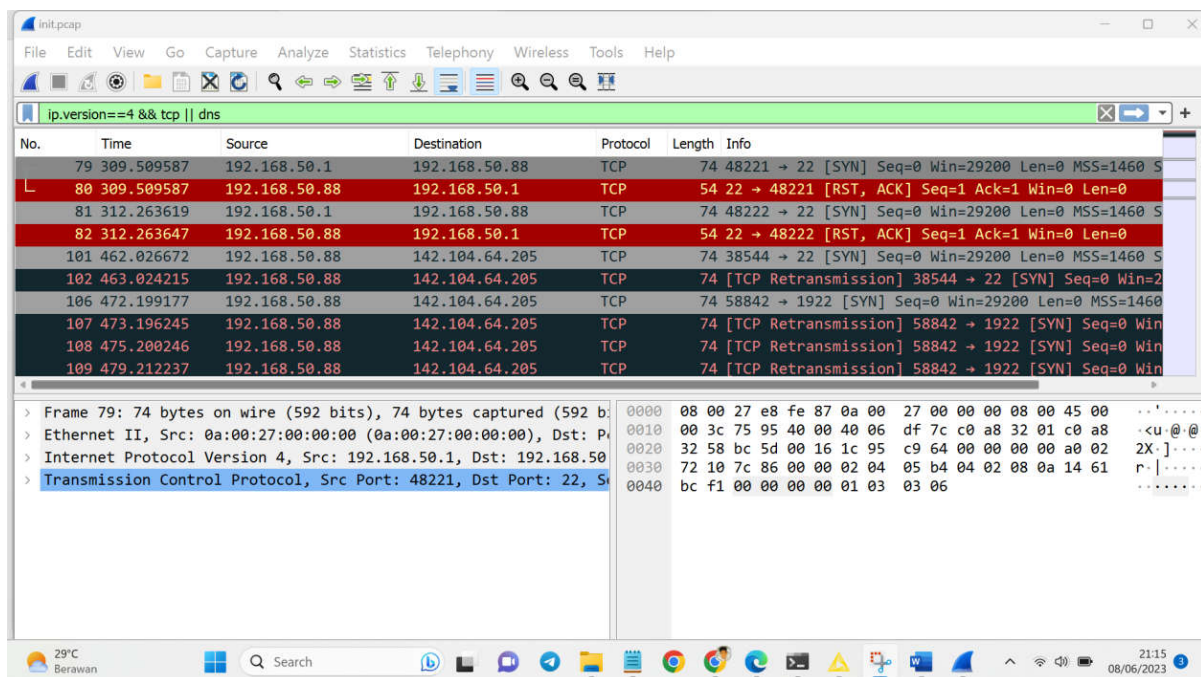 init.pcap
File Edit View Go Capture Analyze Statistics Telephony Wireless Tools Help
ip.version==4 && tcp || dns
No. Time Source Destination Protocol Length Info
79 309.509587 192.168.50.1 192.168.50.88 TCP 74 48221 → 22 [SYN] Seq=0 Win=29200 Len=0 MSS=1460 S
80 309.509587 192.168.50.88 192.168.50.1 TCP 54 22 → 48221 [RST, ACK] Seq=1 Ack=1 Win=0 Len=0
81 312.263619 192.168.50.1 192.168.50.88 TCP 74 48222 → 22 [SYN] Seq=0 Win=29200 Len=0 MSS=1460 S
82 312.263647 192.168.50.88 192.168.50.1 TCP 54 22 → 48222 [RST, ACK] Seq=1 Ack=1 Win=0 Len=0
101 462.026672 192.168.50.88 142.104.64.205 TCP 74 38544 → 22 [SYN] Seq=0 Win=29200 Len=0 MSS=1460 S
102 463.024215 192.168.50.88 142.104.64.205 TCP 74 [TCP Retransmission] 38544 → 22 [SYN] Seq=0 Win=2
106 472.199177 192.168.50.88 142.104.64.205 TCP 74 58842 → 1922 [SYN] Seq=0 Win=29200 Len=0 MSS=1460
107 473.196245 192.168.50.88 142.104.64.205 TCP 74 [TCP Retransmission] 58842 → 1922 [SYN] Seq=0 Win
108 475.200246 192.168.50.88 142.104.64.205 TCP 74 [TCP Retransmission] 58842 → 1922 [SYN] Seq=0 Win
109 479.212237 192.168.50.88 142.104.64.205 TCP 74 [TCP Retransmission] 58842 → 1922 [SYN] Seq=0 Win
Frame 79: 74 bytes on wire (592 bits), 74 bytes captured (592 b
Ethernet II, Src: 0a:00:27:00:00:00 (0a:00:27:00:00:00), Dst: P
Internet Protocol Version 4, Src: 192.168.50.1, Dst: 192.168.50
Transmission Control Protocol, Src Port: 48221, Dst Port: 22, S
0000 08 00 27 e8 fe 87 0a 00 27 00 00 00 08 00 45 00 ··'·····
0010 00 3c 75 95 40 00 40 06 df 7c c0 a8 32 01 c0 a8 ·<u·@·@
0020 32 58 bc 5d 00 16 1c 95 c9 64 00 00 00 00 a0 02 2X·]····
0030 72 10 7c 86 00 00 02 04 05 b4 04 02 08 0a 14 61 r·|·····
0040 bc f1 00 00 00 00 01 03 03 06 ········
29°C
Berawan
Search
21:15
08/06/2023
3